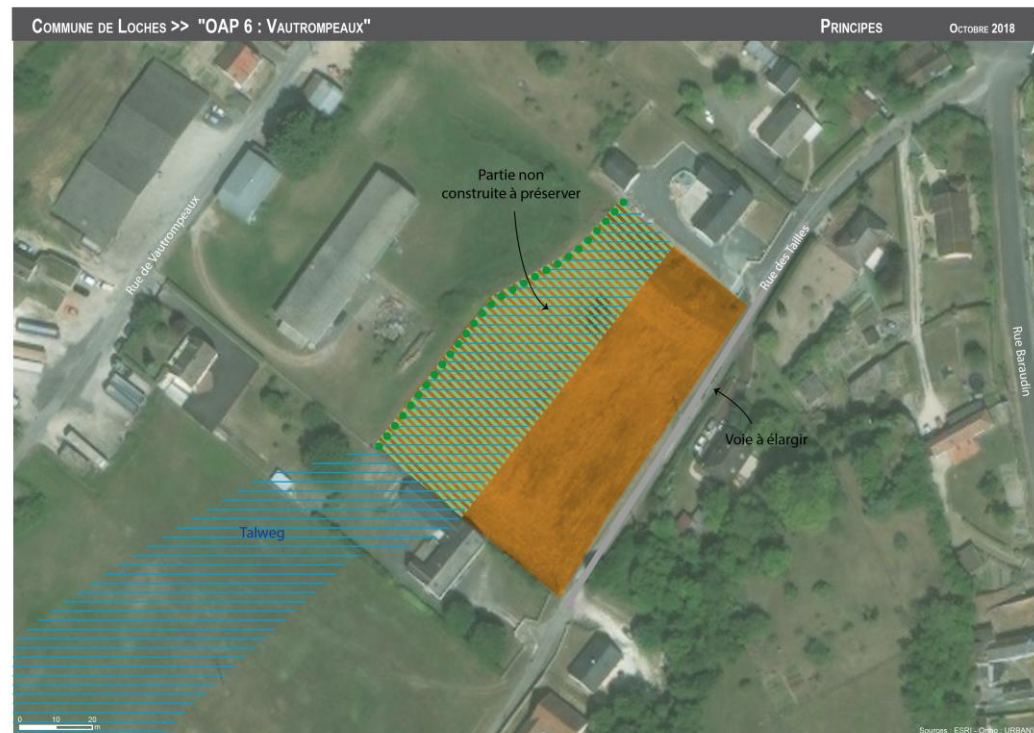 COMMUNE DE LOCHES >> "OAP 6 : VAUTROMPEAUX"
PRINCIPES
OCTOBRE 2018
Partie non
construite à préserver
Rue de Vautrompeaux
Rue des Tailles
Rue Baraudin
Voie à élargir
Talweg
0 10 20
m
Sources : ESRI - Ortho : URBAN